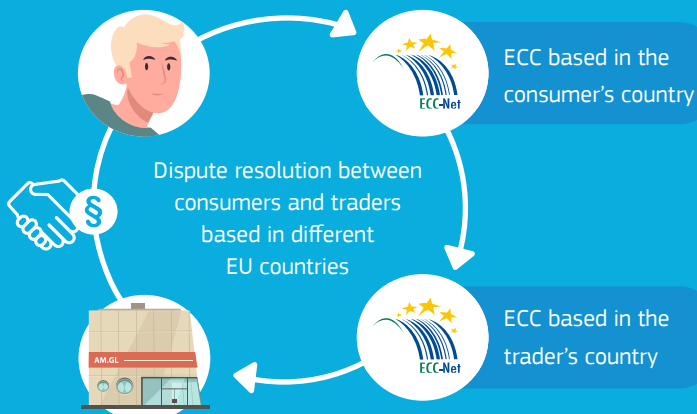 ECC-Net
ECC based in the
consumer's country
§
Dispute resolution between
consumers and traders
based in different
EU countries
AM.GL
ECC-Net
ECC based in the
trader's country